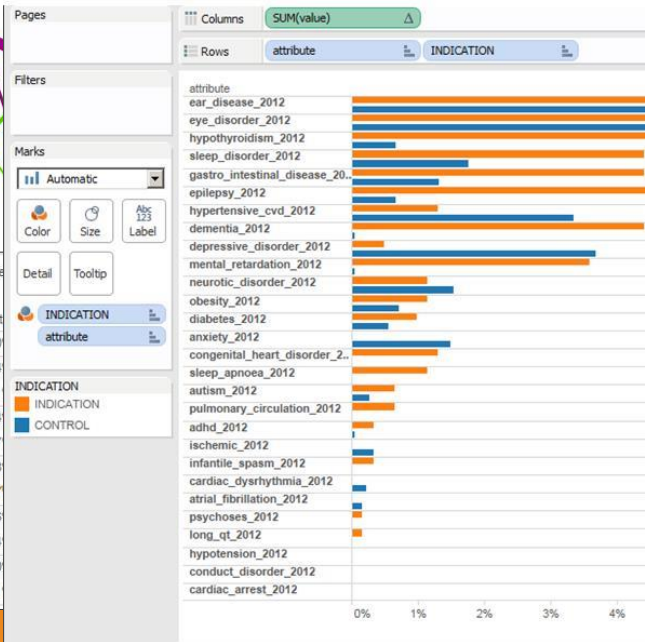 Pages
Columns
SUM(value)
Δ
Rows
attribute
INDICATION
Filters
Marks
Automatic
Color
Size
Abc
123
Label
Detail
Tooltip
INDICATION
attribute
INDICATION
INDICATION
CONTROL
attribute
ear_disease_2012
eye_disorder_2012
hypothyroidism_2012
sleep_disorder_2012
gastro_intestinal_disease_20..
epilepsy_2012
hypertensive_cvd_2012
dementia_2012
depressive_disorder_2012
mental_retardation_2012
neurotic_disorder_2012
obesity_2012
diabetes_2012
anxiety_2012
congenital_heart_disorder_2..
sleep_apnoea_2012
autism_2012
pulmonary_circulation_2012
adhd_2012
ischemic_2012
infantile_spasm_2012
cardiac_dysrhythmia_2012
atrial_fibrillation_2012
psychoses_2012
long_qt_2012
hypotension_2012
conduct_disorder_2012
cardiac_arrest_2012
0% 1% 2% 3% 4%